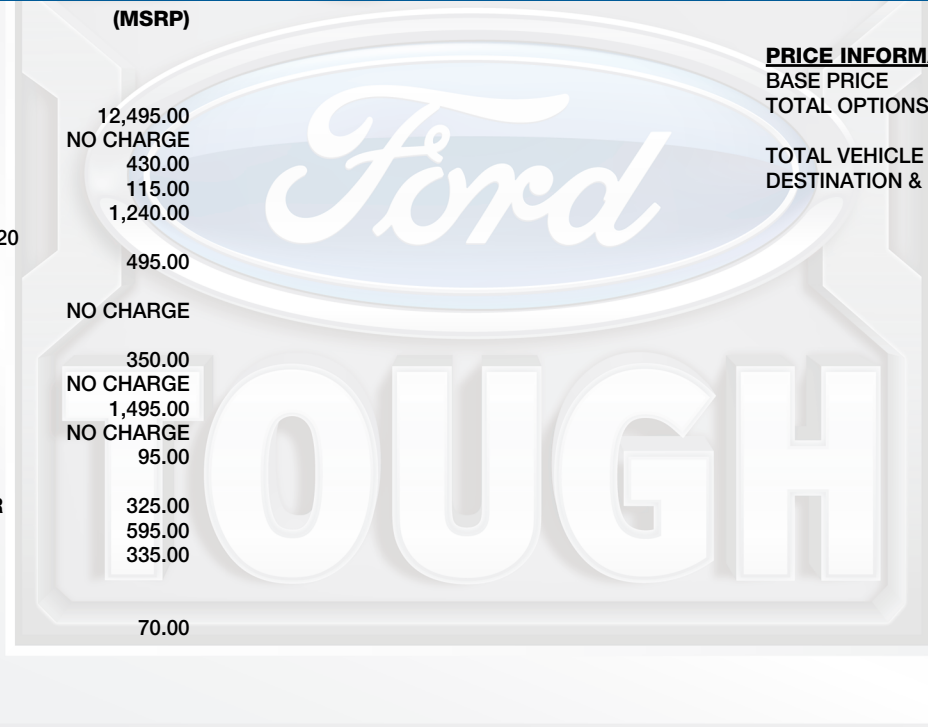 (MSRP)
12,495.00
NO CHARGE
430.00
115.00
1,240.00
20
495.00
NO CHARGE
350.00
NO CHARGE
1,495.00
NO CHARGE
95.00
R
325.00
595.00
335.00
70.00
PRICE INFORM
BASE PRICE
TOTAL OPTIONS
TOTAL VEHICLE
DESTINATION &
Ford
TOUGH